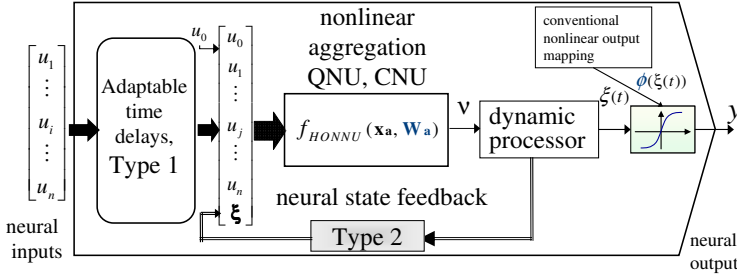 u₁
⋮
uᵢ
⋮
uₙ
neural
inputs
Adaptable
time
delays,
Type 1
u₀
u₀
u₁
⋮
uⱼ
⋮
uₙ
ξ
nonlinear
aggregation
QNU, CNU
f_HONNU (xₐ, Wₐ)
ν
dynamic
processor
conventional
nonlinear output
mapping
ϕ(ξ(t))
ξ(t)
y
neural state feedback
Type 2
neural
output